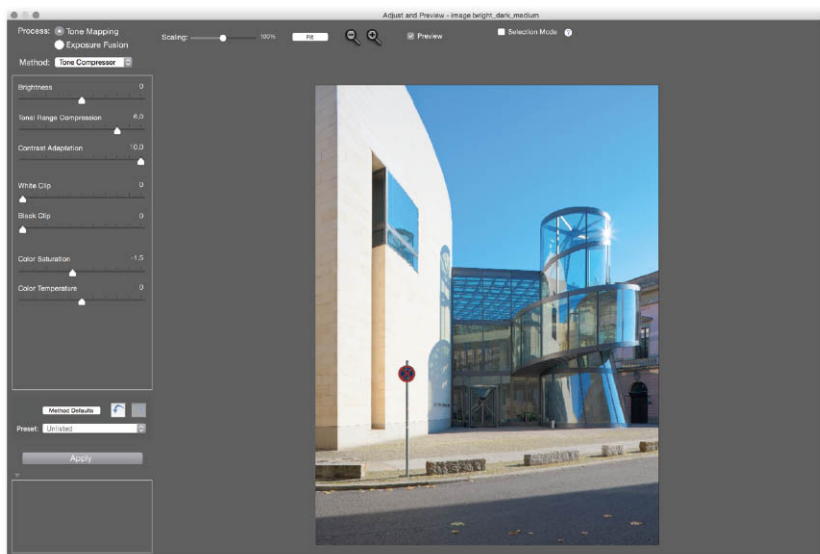 Adjust and Preview - image bright_dark_medium
Process: Tone Mapping
Exposure Fusion
Method: Tone Compressor
Scaling: 100% Fit Preview Selection Mode ?
Brightness 0
Tonal Range Compression 6,0
Contrast Adaptation 10,0
White Clip 0
Black Clip 0
Color Saturation -1,5
Color Temperature 0
Method Defaults
Preset: Unlisted
Apply